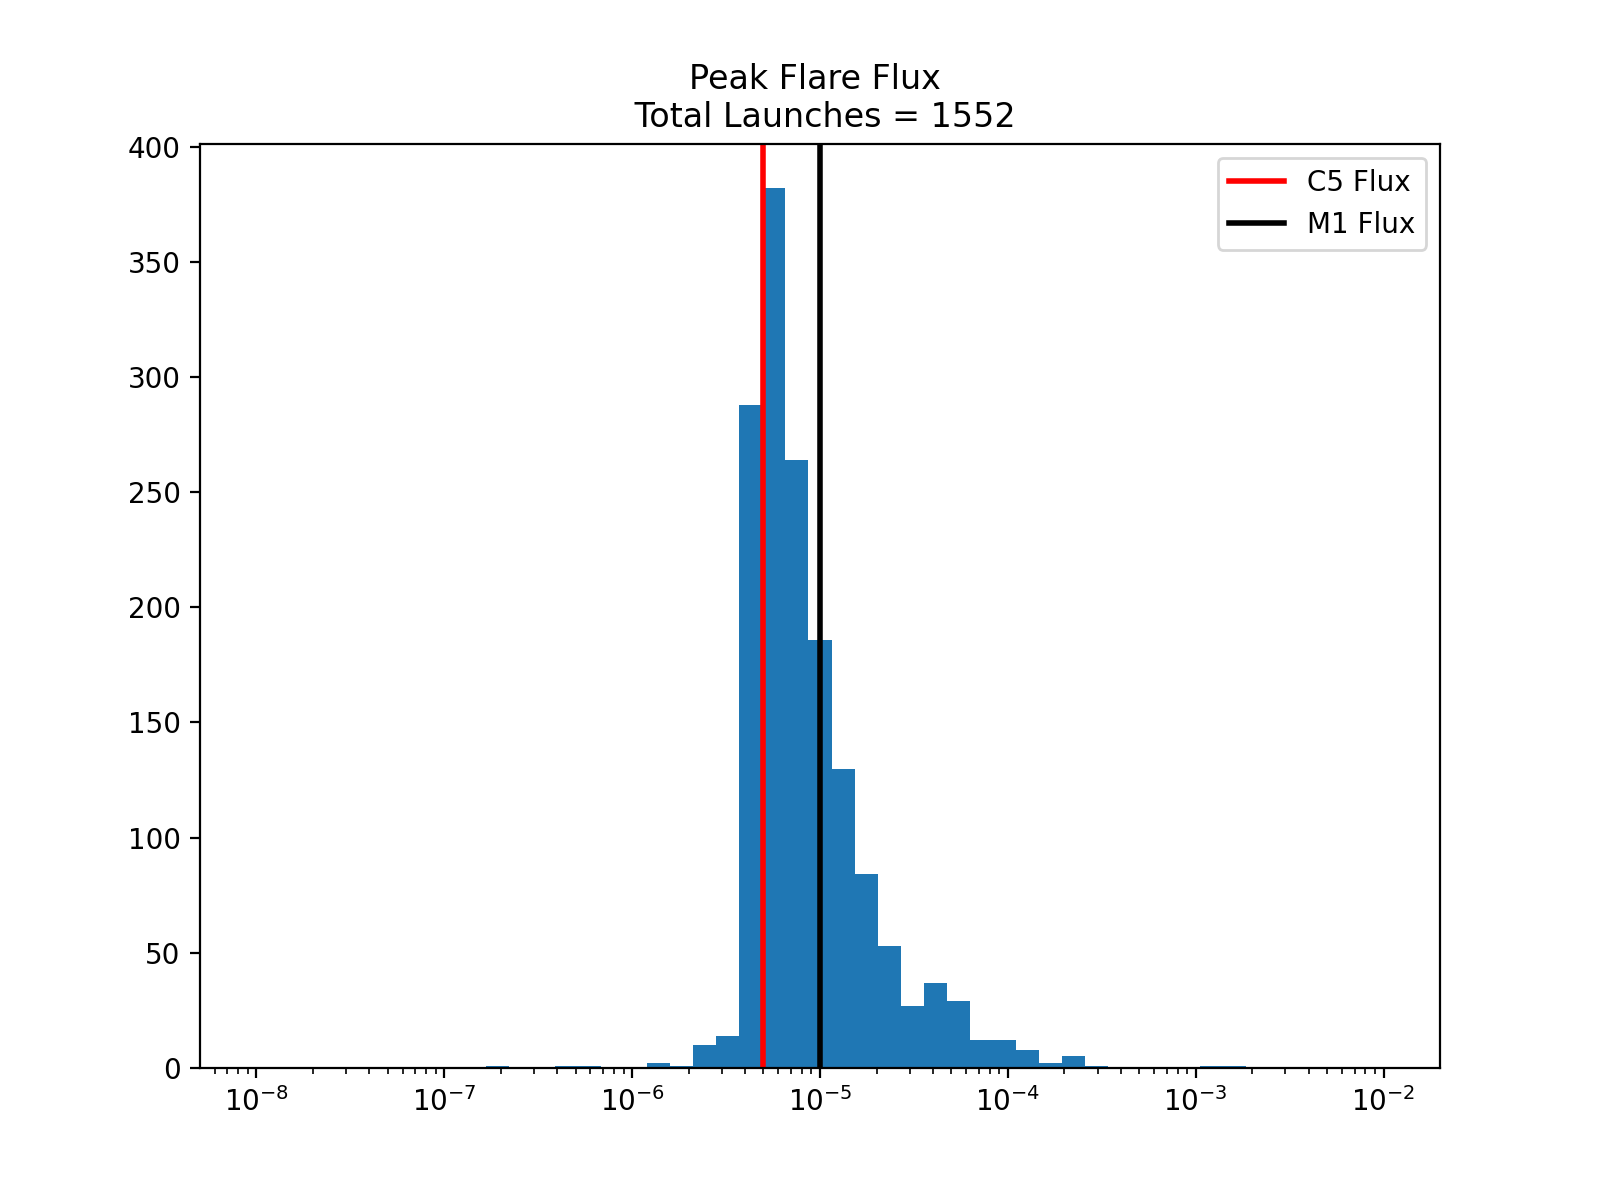 Peak Flare Flux
Total Launches = 1552
400
350
300
250
200
150
100
50
0
C5 Flux
M1 Flux
10⁻⁸ 10⁻⁷ 10⁻⁶ 10⁻⁵ 10⁻⁴ 10⁻³ 10⁻²